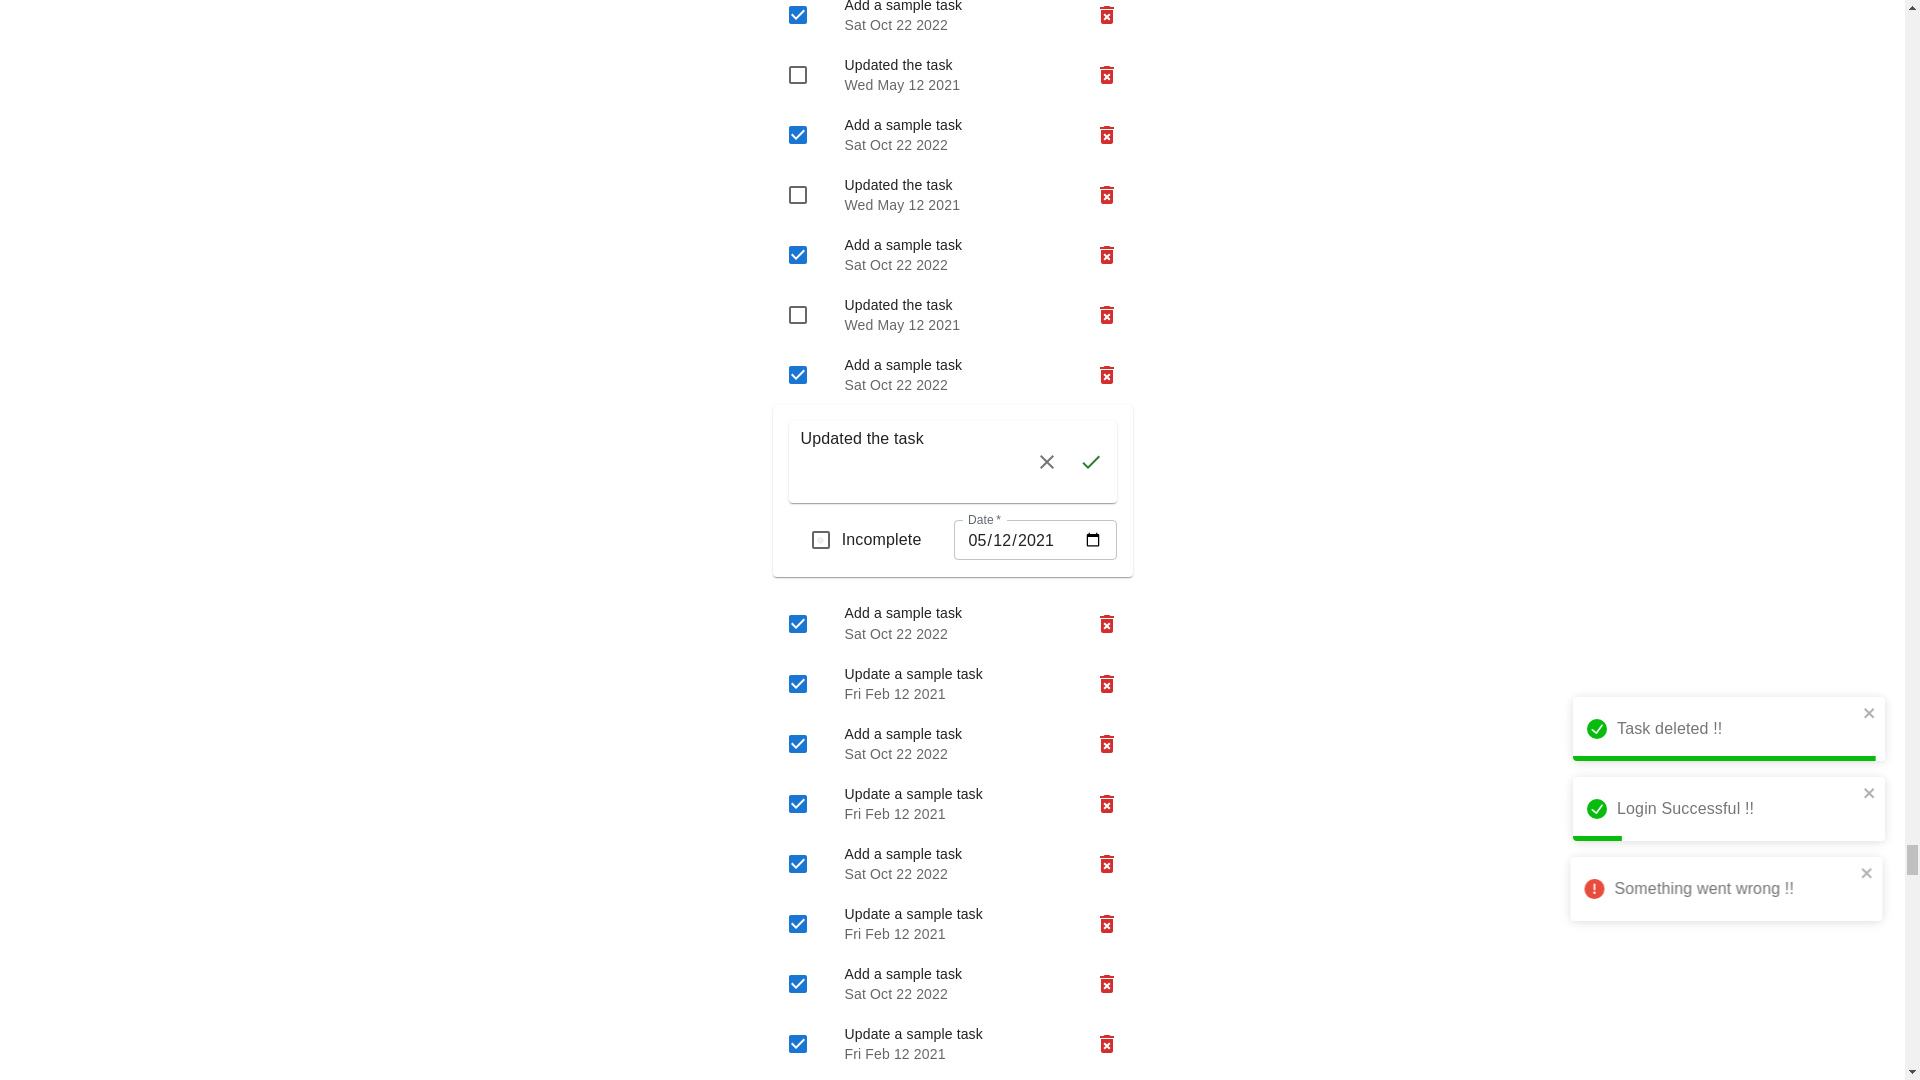 Add a sample task
Sat Oct 22 2022
Updated the task
Wed May 12 2021
Add a sample task
Sat Oct 22 2022
Updated the task
Wed May 12 2021
Add a sample task
Sat Oct 22 2022
Updated the task
Wed May 12 2021
Add a sample task
Sat Oct 22 2022
Updated the task
Incomplete
Date *
05/12/2021
Add a sample task
Sat Oct 22 2022
Update a sample task
Fri Feb 12 2021
Add a sample task
Sat Oct 22 2022
Update a sample task
Fri Feb 12 2021
Add a sample task
Sat Oct 22 2022
Update a sample task
Fri Feb 12 2021
Add a sample task
Sat Oct 22 2022
Update a sample task
Fri Feb 12 2021
Task deleted !!
Login Successful !!
Something went wrong !!